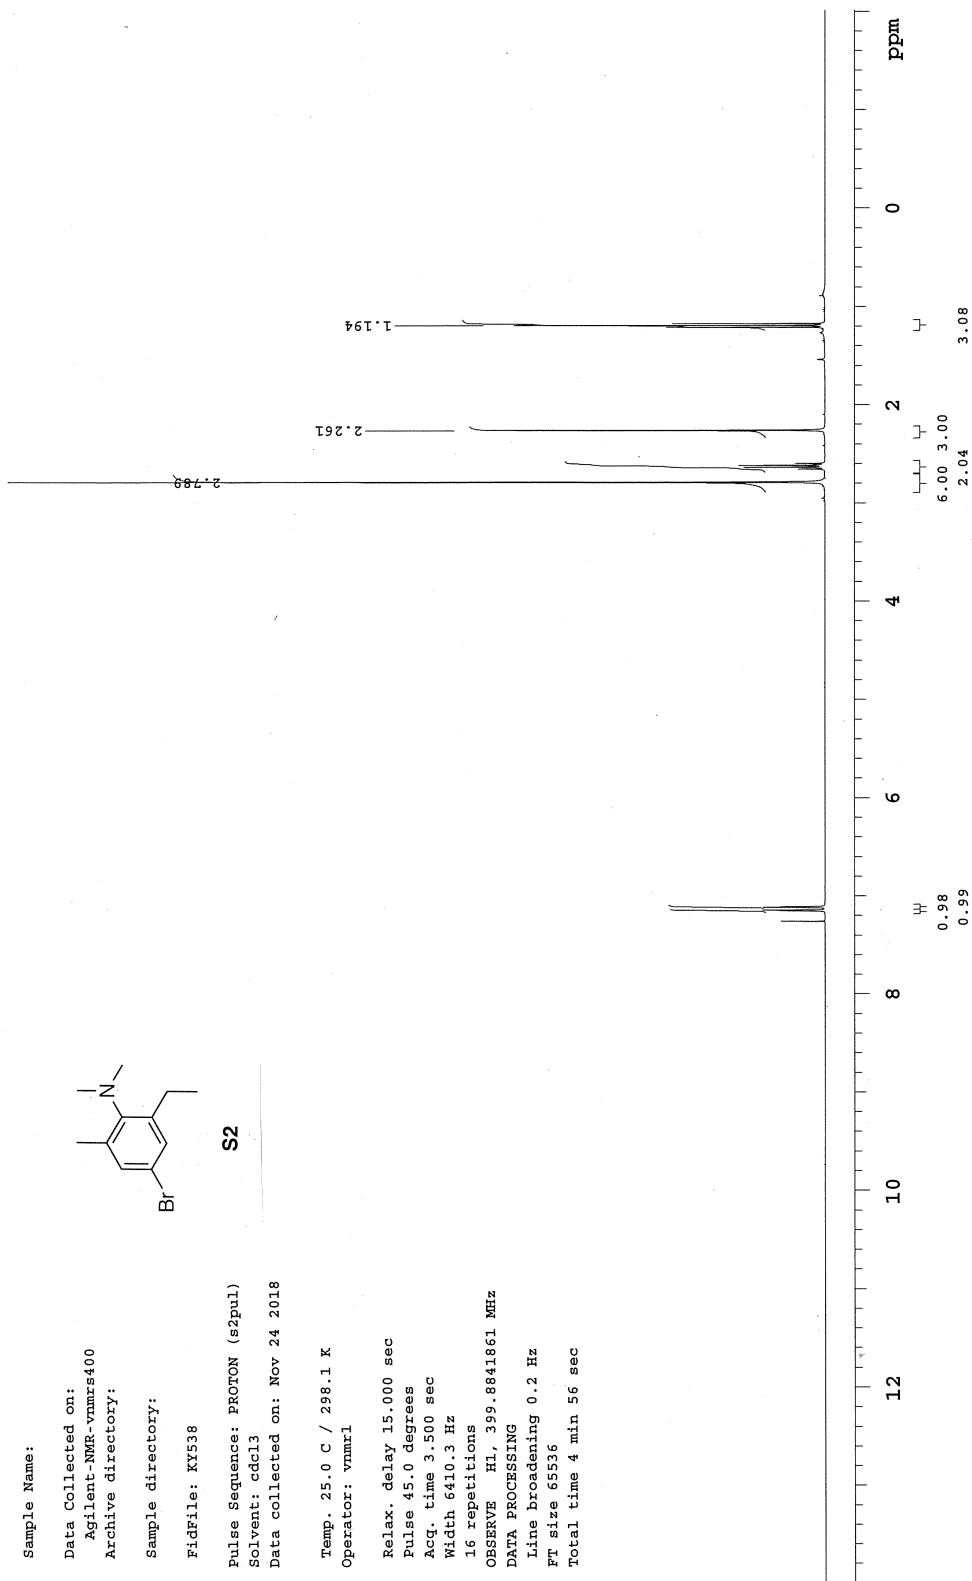 Sample Name:
Data Collected on:
Agilent-NMR-vnmrs400
Archive directory:
Sample directory:
FidFile: KY538
Pulse Sequence: PROTON (s2pul)
Solvent: cdcl3
Data collected on: Nov 24 2018
Temp. 25.0 C / 298.1 K
Operator: vnmr1
Relax. delay 15.000 sec
Pulse 45.0 degrees
Acq. time 3.500 sec
Width 6410.3 Hz
16 repetitions
OBSERVE H1, 399.8841861 MHz
DATA PROCESSING
Line broadening 0.2 Hz
FT size 65536
Total time 4 min 56 sec
Br
N
S2
2.789
2.261
1.194
12 10 8 6 4 2 0 ppm
0.98
0.99
6.00
2.04
3.00
3.08